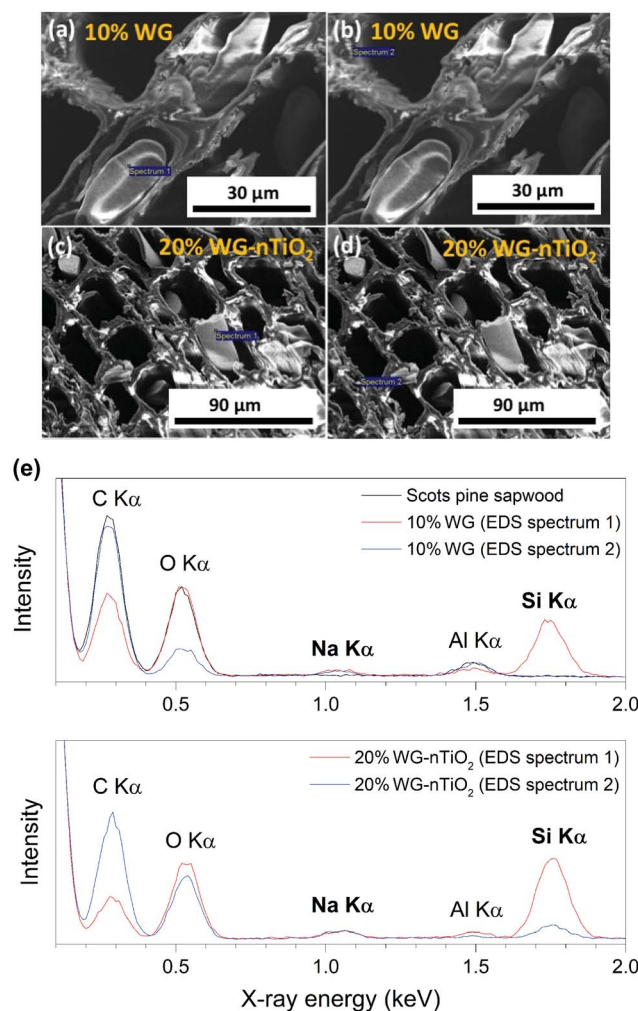 (a) 10% WG
Spectrum 1
30 µm
(b) 10% WG
Spectrum 2
30 µm
(c) 20% WG-nTiO₂
Spectrum 1
90 µm
(d) 20% WG-nTiO₂
Spectrum 2
90 µm
(e)
C Kα
O Kα
Na Kα
Al Kα
Si Kα
Scots pine sapwood
10% WG (EDS spectrum 1)
10% WG (EDS spectrum 2)
Intensity
0.5 1.0 1.5 2.0
C Kα
O Kα
Na Kα
Al Kα
Si Kα
20% WG-nTiO₂ (EDS spectrum 1)
20% WG-nTiO₂ (EDS spectrum 2)
Intensity
0.5 1.0 1.5 2.0
X-ray energy (keV)